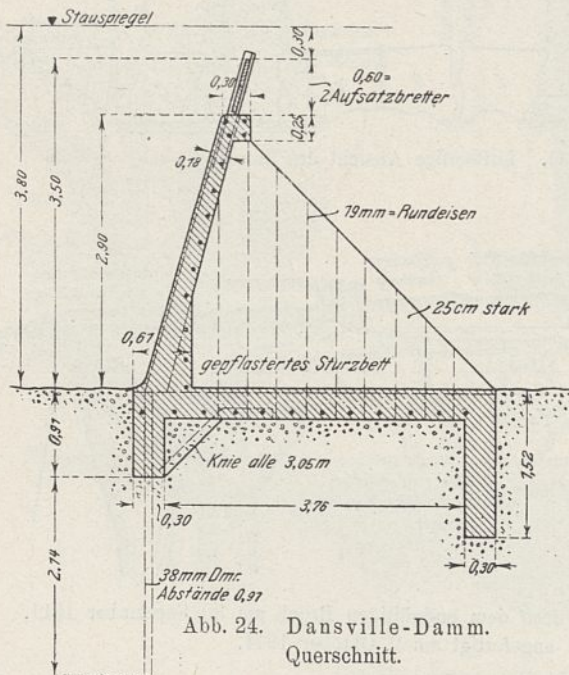 Stauspiegel
0,30
0,60=
2 Aufsatzbretter
0,30
0,25
0,18
3,80
3,50
2,90
19mm=Rundeisen
25cm stark
0,61
gepflastertes Sturzbett
0,91
Knie alle 3,05m
1,52
0,30
3,76
0,30
2,74
38mm Dmr.
Abstände 0,91
Abb. 24. Dansville-Damm.
Querschnitt.